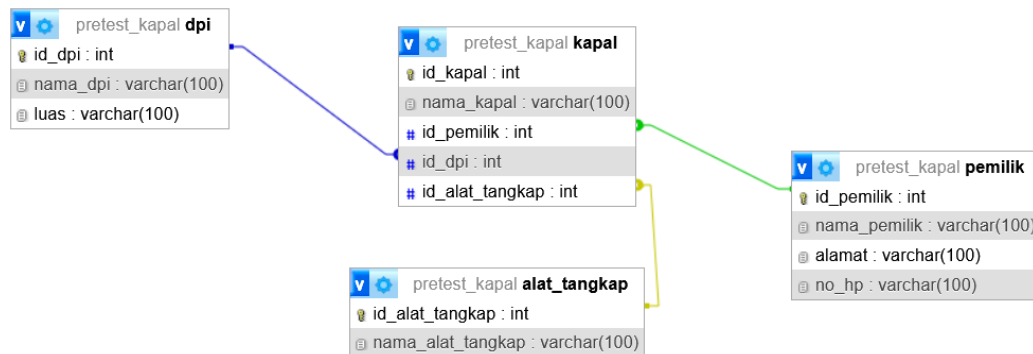 v pretest_kapal dpi
id_dpi : int
nama_dpi : varchar(100)
luas : varchar(100)
v pretest_kapal kapal
id_kapal : int
nama_kapal : varchar(100)
# id_pemilik : int
# id_dpi : int
# id_alat_tangkap : int
v pretest_kapal pemilik
id_pemilik : int
nama_pemilik : varchar(100)
alamat : varchar(100)
no_hp : varchar(100)
v pretest_kapal alat_tangkap
id_alat_tangkap : int
nama_alat_tangkap : varchar(100)